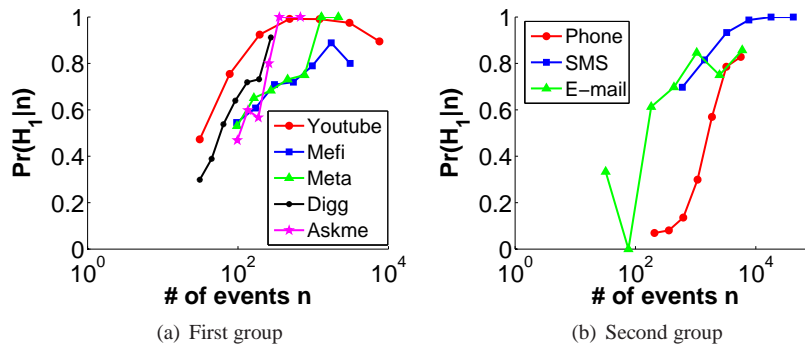 1
0.8
0.6
0.4
0.2
0
Pr(H_1|n)
Youtube
Mefi
Meta
Digg
Askme
10^0 10^2 10^4
# of events n
(a) First group
1
0.8
0.6
0.4
0.2
0
Pr(H_1|n)
Phone
SMS
E−mail
10^0 10^2 10^4
# of events n
(b) Second group